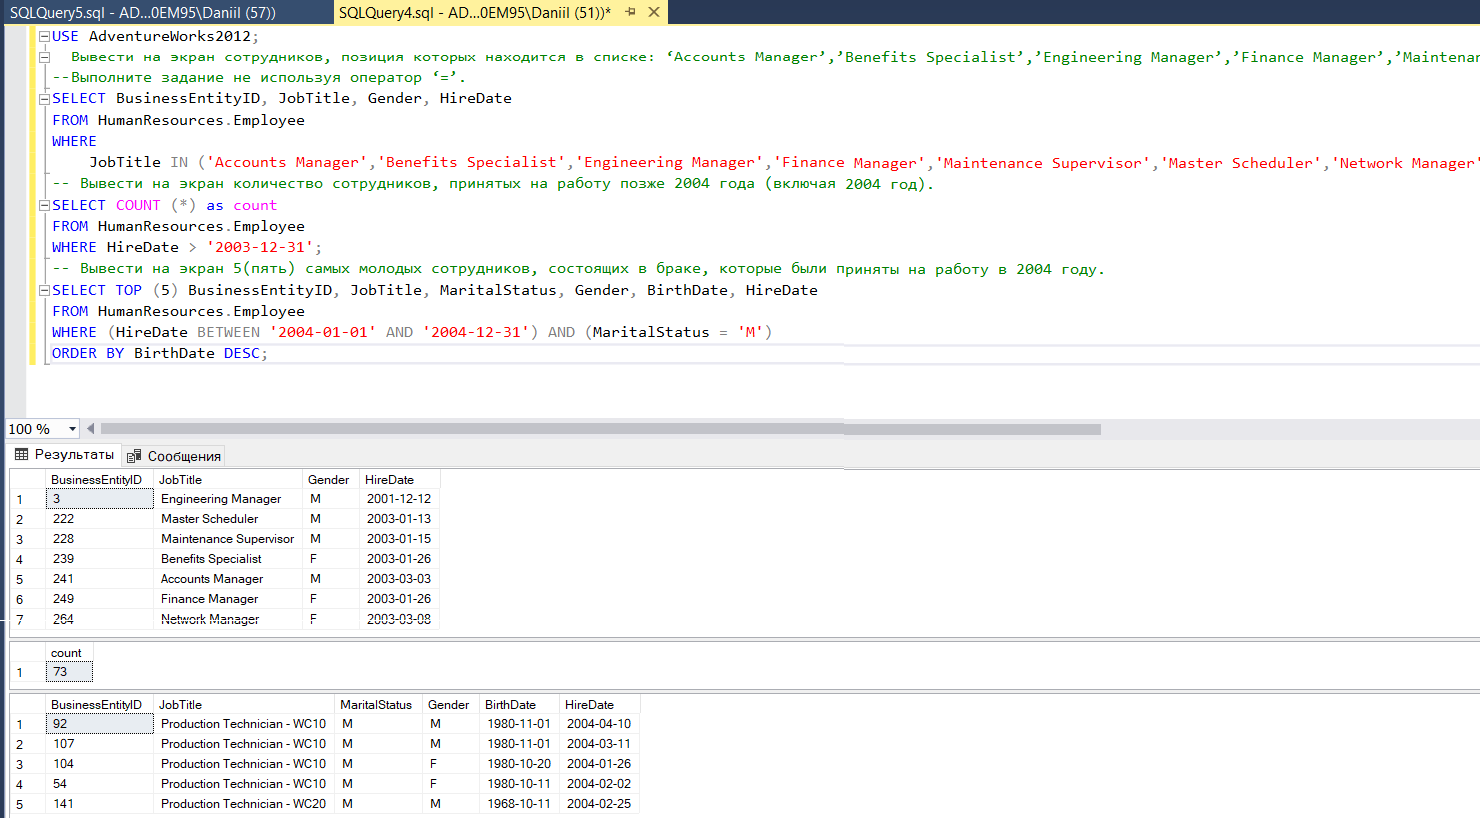 SQLQuery5.sql - AD...0EM95\Daniil (57))
SQLQuery4.sql - AD...0EM95\Daniil (51))*
USE AdventureWorks2012;
Вывести на экран сотрудников, позиция которых находится в списке: ‘Accounts Manager’,’Benefits Specialist’,’Engineering Manager’,’Finance Manager’,’Maintenan
--Выполните задание не используя оператор ‘=’.
SELECT BusinessEntityID, JobTitle, Gender, HireDate
FROM HumanResources.Employee
WHERE
JobTitle IN ('Accounts Manager','Benefits Specialist','Engineering Manager','Finance Manager','Maintenance Supervisor','Master Scheduler','Network Manager'
-- Вывести на экран количество сотрудников, принятых на работу позже 2004 года (включая 2004 год).
SELECT COUNT (*) as count
FROM HumanResources.Employee
WHERE HireDate > '2003-12-31';
-- Вывести на экран 5(пять) самых молодых сотрудников, состоящих в браке, которые были приняты на работу в 2004 году.
SELECT TOP (5) BusinessEntityID, JobTitle, MaritalStatus, Gender, BirthDate, HireDate
FROM HumanResources.Employee
WHERE (HireDate BETWEEN '2004-01-01' AND '2004-12-31') AND (MaritalStatus = 'M')
ORDER BY BirthDate DESC;
100 %
Результаты Сообщения
BusinessEntityID JobTitle Gender HireDate
1 3 Engineering Manager M 2001-12-12
2 222 Master Scheduler M 2003-01-13
3 228 Maintenance Supervisor M 2003-01-15
4 239 Benefits Specialist F 2003-01-26
5 241 Accounts Manager M 2003-03-03
6 249 Finance Manager F 2003-01-26
7 264 Network Manager F 2003-03-08
count
1 73
BusinessEntityID JobTitle MaritalStatus Gender BirthDate HireDate
1 92 Production Technician - WC10 M M 1980-11-01 2004-04-10
2 107 Production Technician - WC10 M M 1980-11-01 2004-03-11
3 104 Production Technician - WC10 M F 1980-10-20 2004-01-26
4 54 Production Technician - WC10 M F 1980-10-11 2004-02-02
5 141 Production Technician - WC20 M M 1968-10-11 2004-02-25